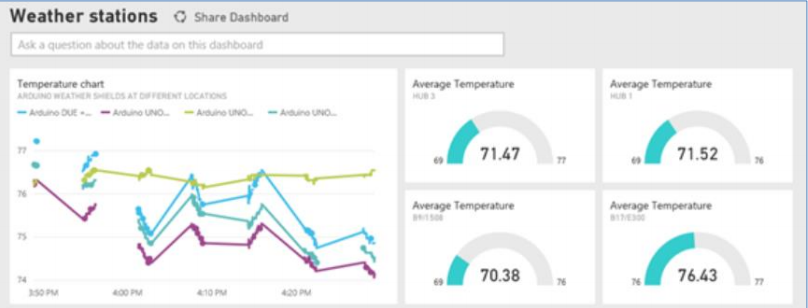 Weather stations Share Dashboard
Ask a question about the data on this dashboard
Temperature chart
ARDUINO WEATHER SHIELDS AT DIFFERENT LOCATIONS
Arduino DUE +... Arduino UNO... Arduino UNO... Arduino UNO...
77
76
75
74
3:50 PM 4:00 PM 4:10 PM 4:20 PM
Average Temperature
HUB 3
71.47
69 77
Average Temperature
HUB 1
71.52
69 76
Average Temperature
B9/1508
70.38
69 76
Average Temperature
B17/E300
76.43
76 77